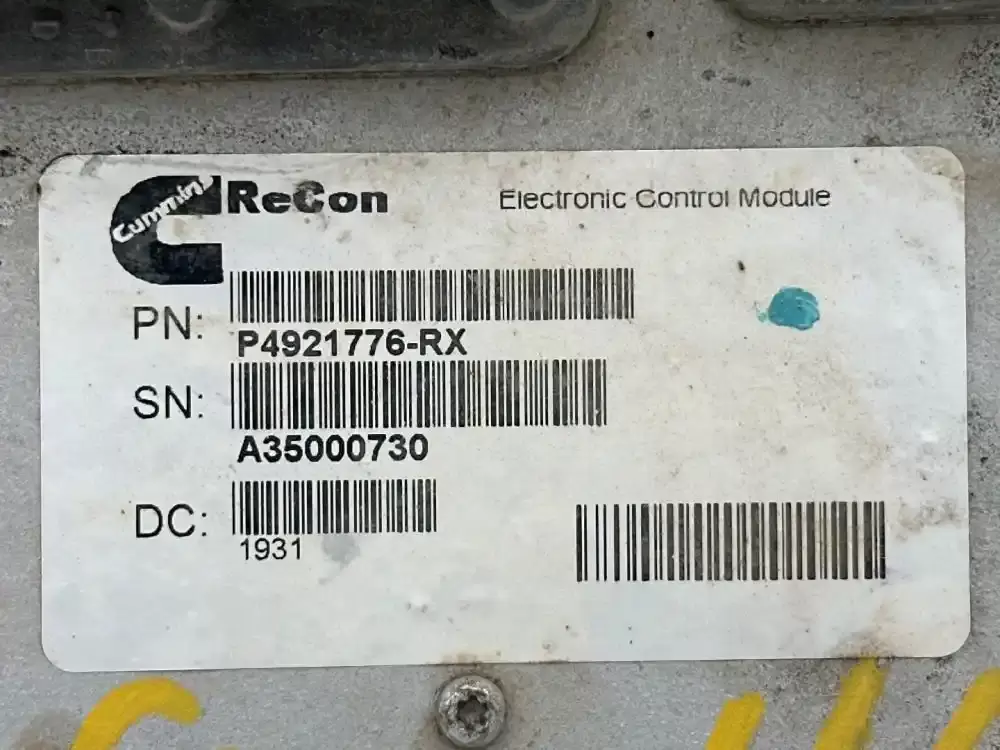 Cummins
ReCon
Electronic Control Module
PN:
P4921776-RX
SN:
A35000730
DC:
1931